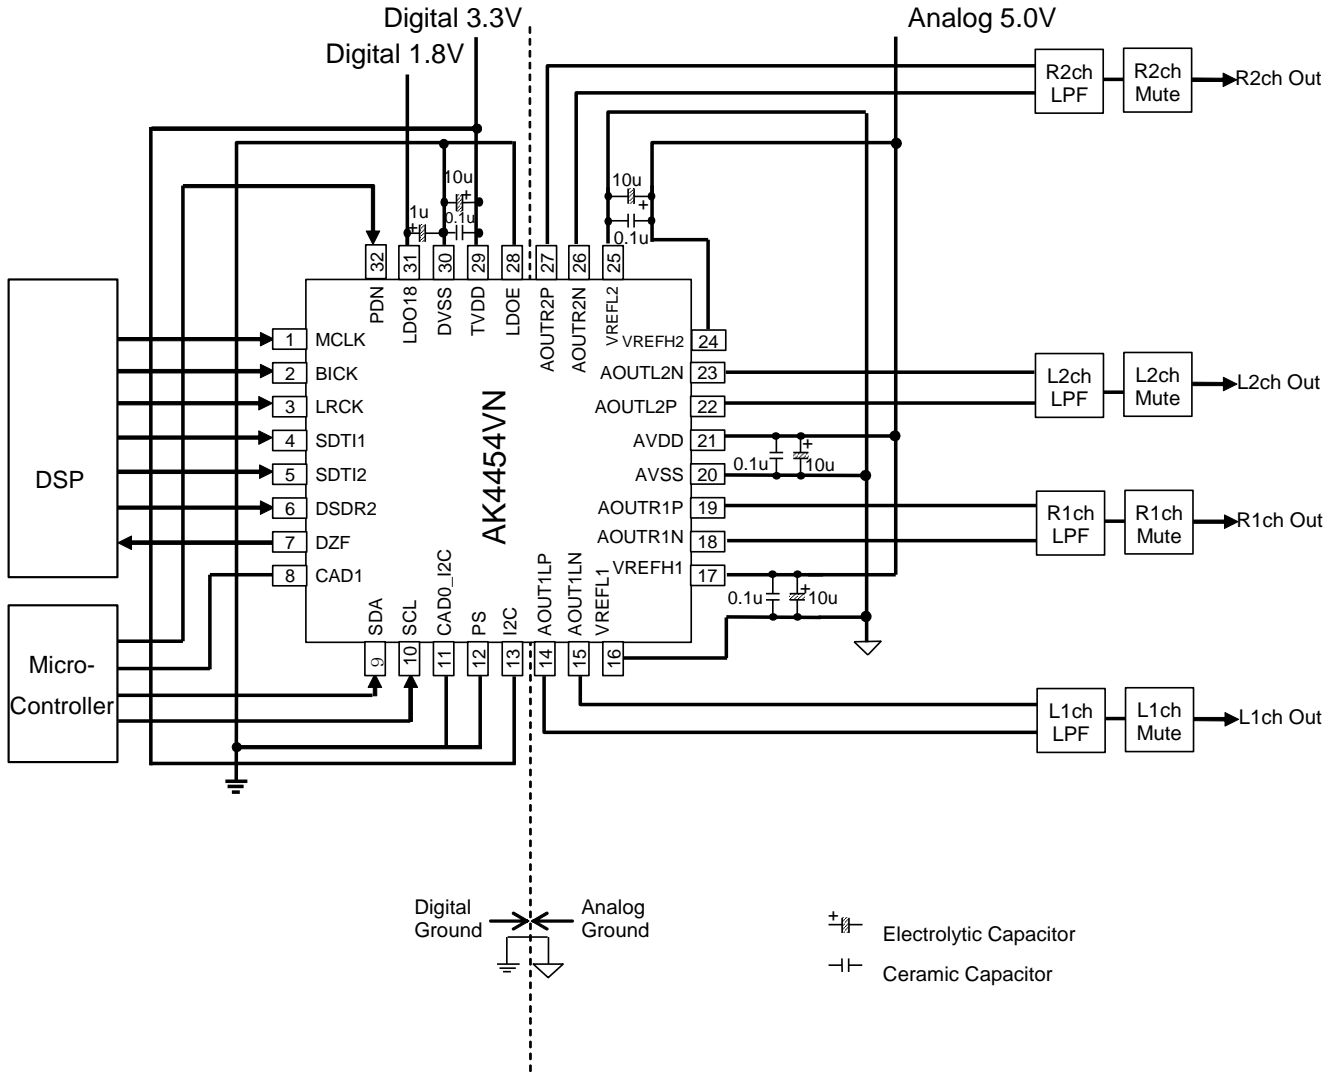 Digital 3.3V
Analog 5.0V
Digital 1.8V
R2ch
LPF
R2ch
Mute
R2ch Out
10u
+
1u
+
0.1u
10u
+
0.1u
32
31
30
29
28
27
26
25
PDN
LDO18
DVSS
TVDD
LDOE
AOUTR2P
AOUTR2N
VREFL2
DSP
1
MCLK
2
BICK
3
LRCK
4
SDTI1
5
SDTI2
6
DSDR2
7
DZF
8
CAD1
AK4454VN
VREFH2
24
AOUTL2N
23
AOUTL2P
22
AVDD
21
AVSS
20
AOUTR1P
19
AOUTR1N
18
VREFH1
17
L2ch
LPF
L2ch
Mute
L2ch Out
+
0.1u
10u
R1ch
LPF
R1ch
Mute
R1ch Out
+
0.1u
10u
SDA
SCL
CAD0_I2C
PS
I2C
AOUT1LP
AOUT1LN
VREFL1
9
10
11
12
13
14
15
16
Micro-
Controller
L1ch
LPF
L1ch
Mute
L1ch Out
Digital
Ground
Analog
Ground
+
Electrolytic Capacitor
Ceramic Capacitor